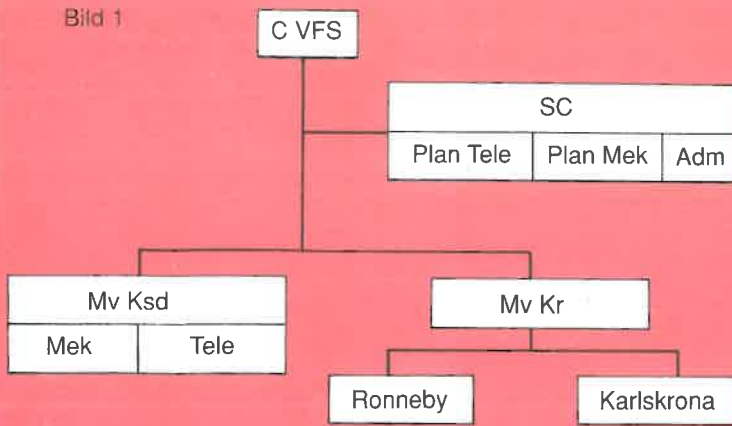 Bild 1
C VFS
SC
Plan Tele Plan Mek Adm
Mv Ksd
Mek Tele
Mv Kr
Ronneby Karlskrona